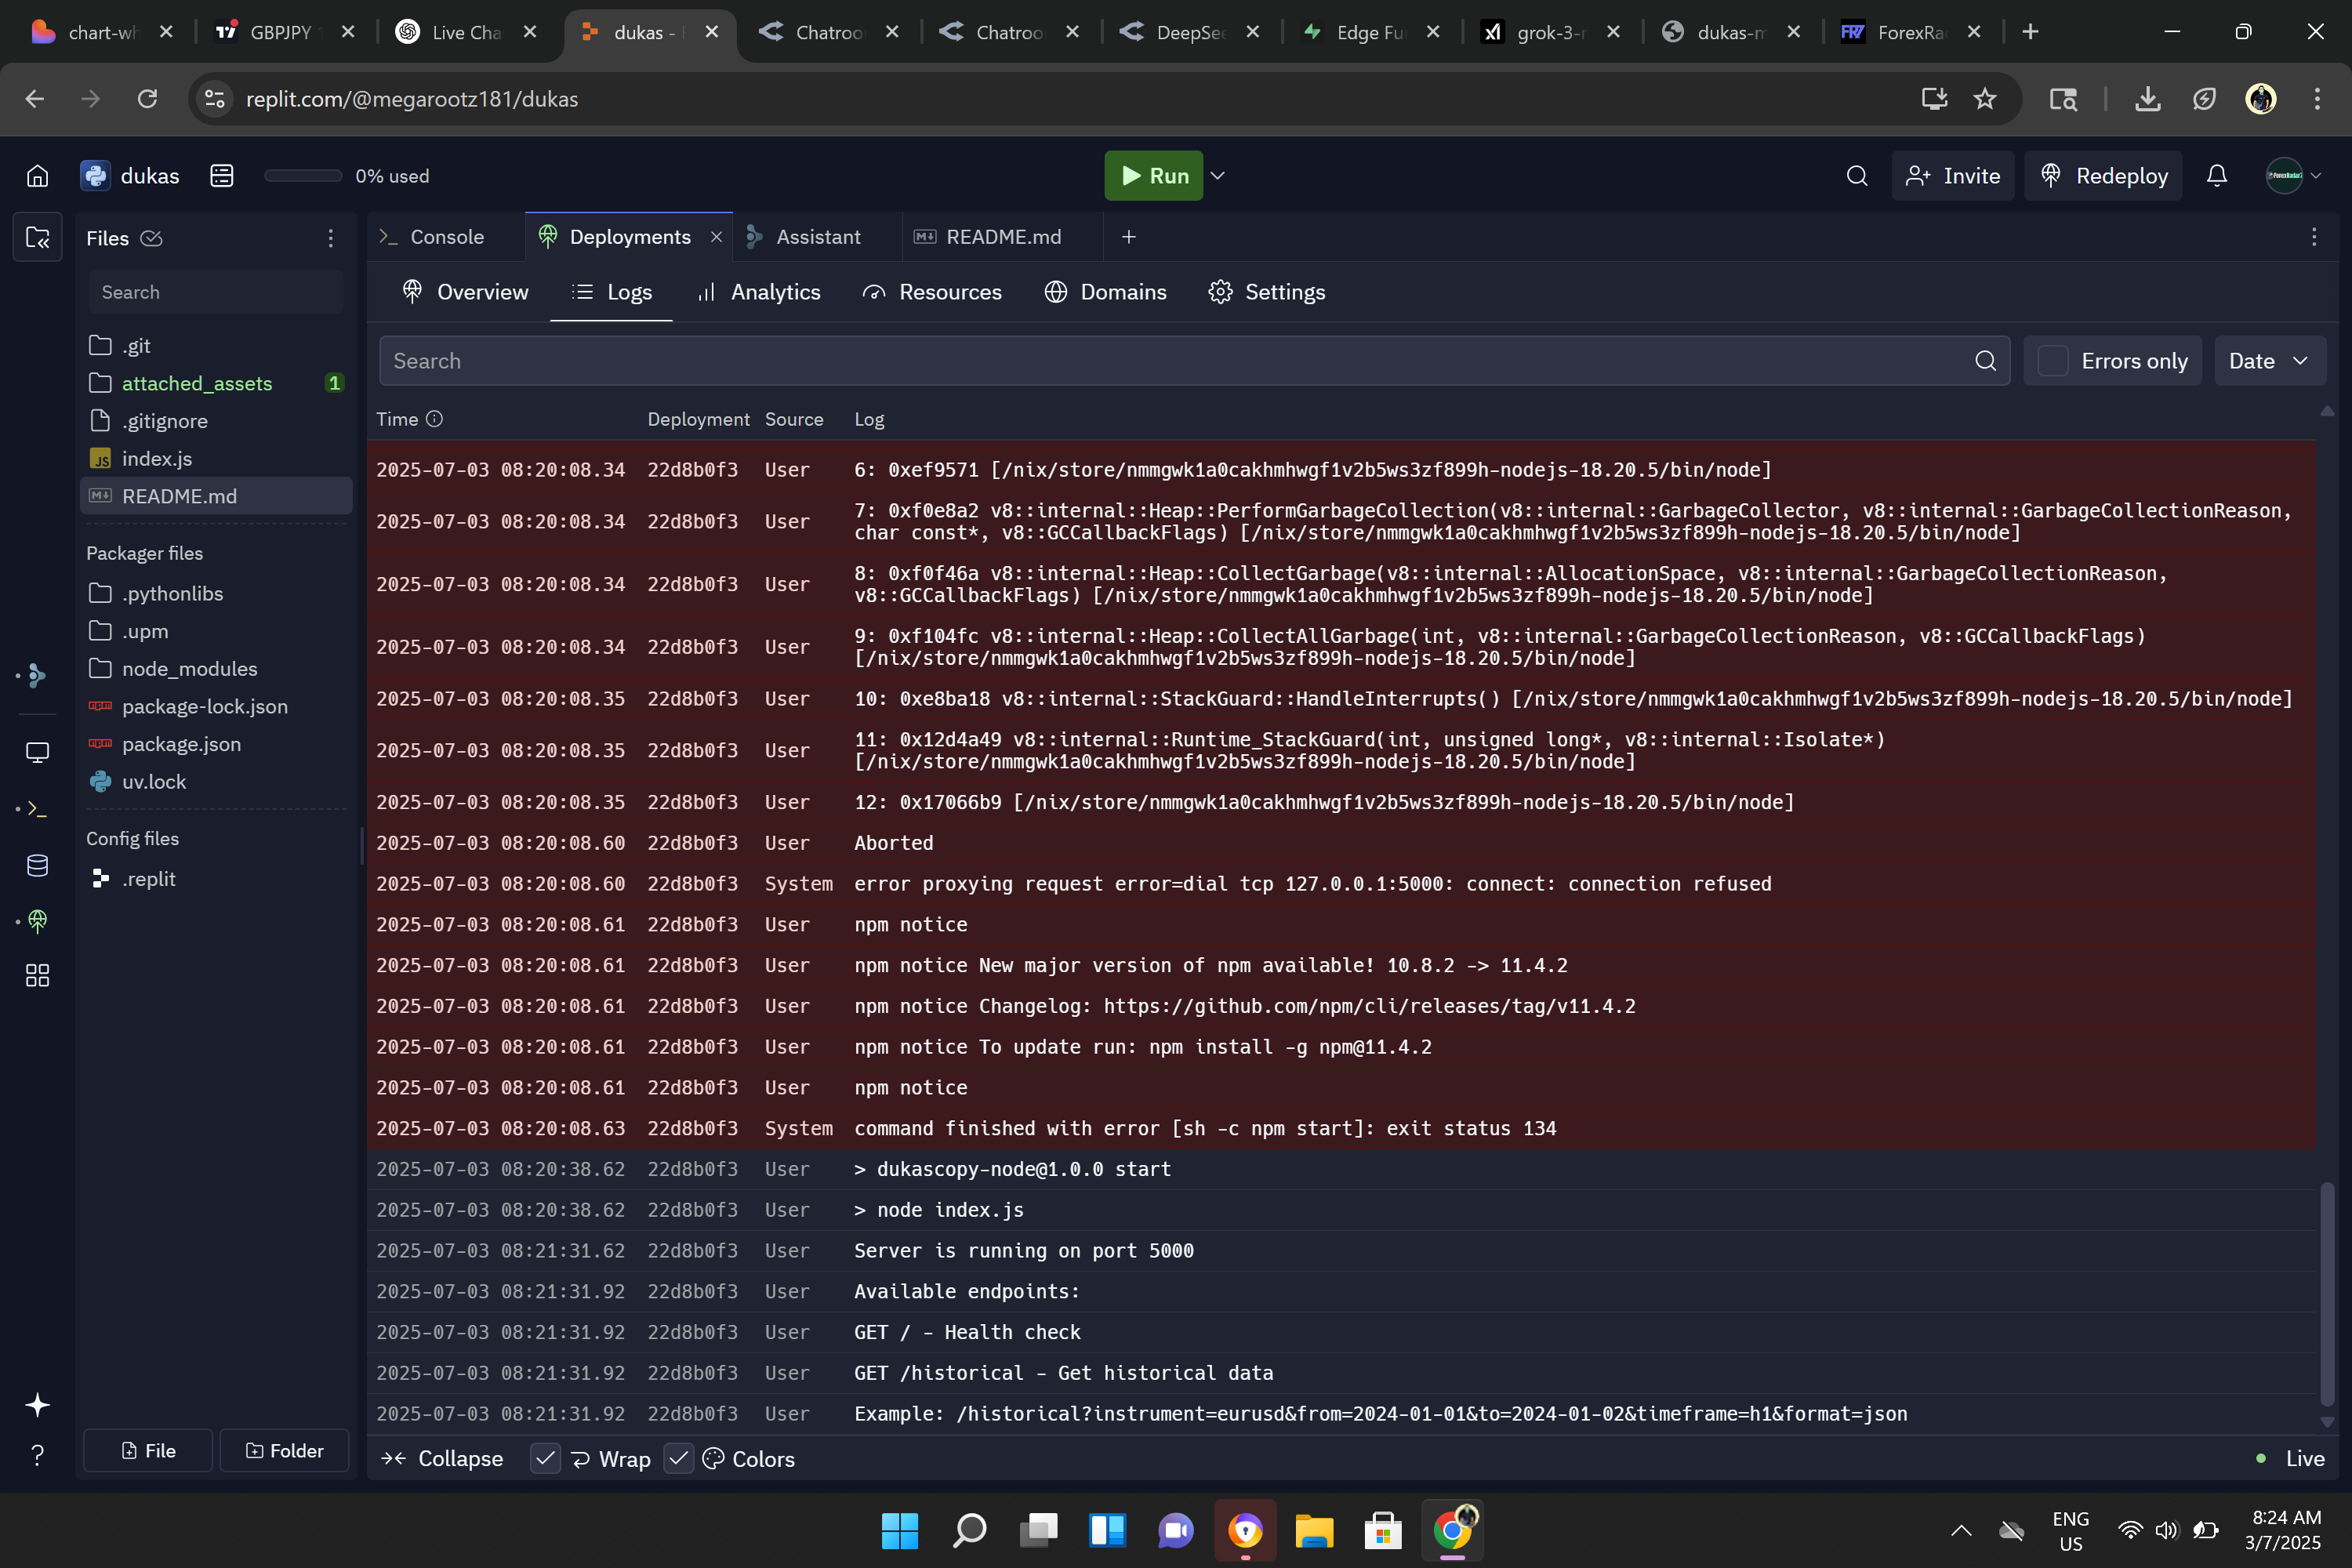 chart-wh
GBPJPY
Live Cha
dukas -
Chatroo
Chatroo
DeepSee
Edge Fu
grok-3-
dukas-m
ForexRa
replit.com/@megarootz181/dukas
dukas
0% used
Run
Invite
Redeploy
Files
Console
Deployments
Assistant
README.md
Search
Overview
Logs
Analytics
Resources
Domains
Settings
.git
attached_assets 1
.gitignore
JS index.js
README.md
Packager files
.pythonlibs
.upm
node_modules
package-lock.json
package.json
uv.lock
Config files
.replit
File
Folder
Search
Errors only
Date
Time Deployment Source Log
2025-07-03 08:20:08.34 22d8b0f3 User 6: 0xef9571 [/nix/store/nmmgwk1a0cakhmhwgf1v2b5ws3zf899h-nodejs-18.20.5/bin/node]
2025-07-03 08:20:08.34 22d8b0f3 User 7: 0xf0e8a2 v8::internal::Heap::PerformGarbageCollection(v8::internal::GarbageCollector, v8::internal::GarbageCollectionReason,
char const*, v8::GCCallbackFlags) [/nix/store/nmmgwk1a0cakhmhwgf1v2b5ws3zf899h-nodejs-18.20.5/bin/node]
2025-07-03 08:20:08.34 22d8b0f3 User 8: 0xf0f46a v8::internal::Heap::CollectGarbage(v8::internal::AllocationSpace, v8::internal::GarbageCollectionReason,
v8::GCCallbackFlags) [/nix/store/nmmgwk1a0cakhmhwgf1v2b5ws3zf899h-nodejs-18.20.5/bin/node]
2025-07-03 08:20:08.34 22d8b0f3 User 9: 0xf104fc v8::internal::Heap::CollectAllGarbage(int, v8::internal::GarbageCollectionReason, v8::GCCallbackFlags)
[/nix/store/nmmgwk1a0cakhmhwgf1v2b5ws3zf899h-nodejs-18.20.5/bin/node]
2025-07-03 08:20:08.35 22d8b0f3 User 10: 0xe8ba18 v8::internal::StackGuard::HandleInterrupts() [/nix/store/nmmgwk1a0cakhmhwgf1v2b5ws3zf899h-nodejs-18.20.5/bin/node]
2025-07-03 08:20:08.35 22d8b0f3 User 11: 0x12d4a49 v8::internal::Runtime_StackGuard(int, unsigned long*, v8::internal::Isolate*)
[/nix/store/nmmgwk1a0cakhmhwgf1v2b5ws3zf899h-nodejs-18.20.5/bin/node]
2025-07-03 08:20:08.35 22d8b0f3 User 12: 0x17066b9 [/nix/store/nmmgwk1a0cakhmhwgf1v2b5ws3zf899h-nodejs-18.20.5/bin/node]
2025-07-03 08:20:08.60 22d8b0f3 User Aborted
2025-07-03 08:20:08.60 22d8b0f3 System error proxying request error=dial tcp 127.0.0.1:5000: connect: connection refused
2025-07-03 08:20:08.61 22d8b0f3 User npm notice
2025-07-03 08:20:08.61 22d8b0f3 User npm notice New major version of npm available! 10.8.2 -> 11.4.2
2025-07-03 08:20:08.61 22d8b0f3 User npm notice Changelog: https://github.com/npm/cli/releases/tag/v11.4.2
2025-07-03 08:20:08.61 22d8b0f3 User npm notice To update run: npm install -g npm@11.4.2
2025-07-03 08:20:08.61 22d8b0f3 User npm notice
2025-07-03 08:20:08.63 22d8b0f3 System command finished with error [sh -c npm start]: exit status 134
2025-07-03 08:20:38.62 22d8b0f3 User > dukascopy-node@1.0.0 start
2025-07-03 08:20:38.62 22d8b0f3 User > node index.js
2025-07-03 08:21:31.62 22d8b0f3 User Server is running on port 5000
2025-07-03 08:21:31.92 22d8b0f3 User Available endpoints:
2025-07-03 08:21:31.92 22d8b0f3 User GET / - Health check
2025-07-03 08:21:31.92 22d8b0f3 User GET /historical - Get historical data
2025-07-03 08:21:31.92 22d8b0f3 User Example: /historical?instrument=eurusd&from=2024-01-01&to=2024-01-02&timeframe=h1&format=json
Collapse
Wrap
Colors
Live
ENG
US
8:24 AM
3/7/2025